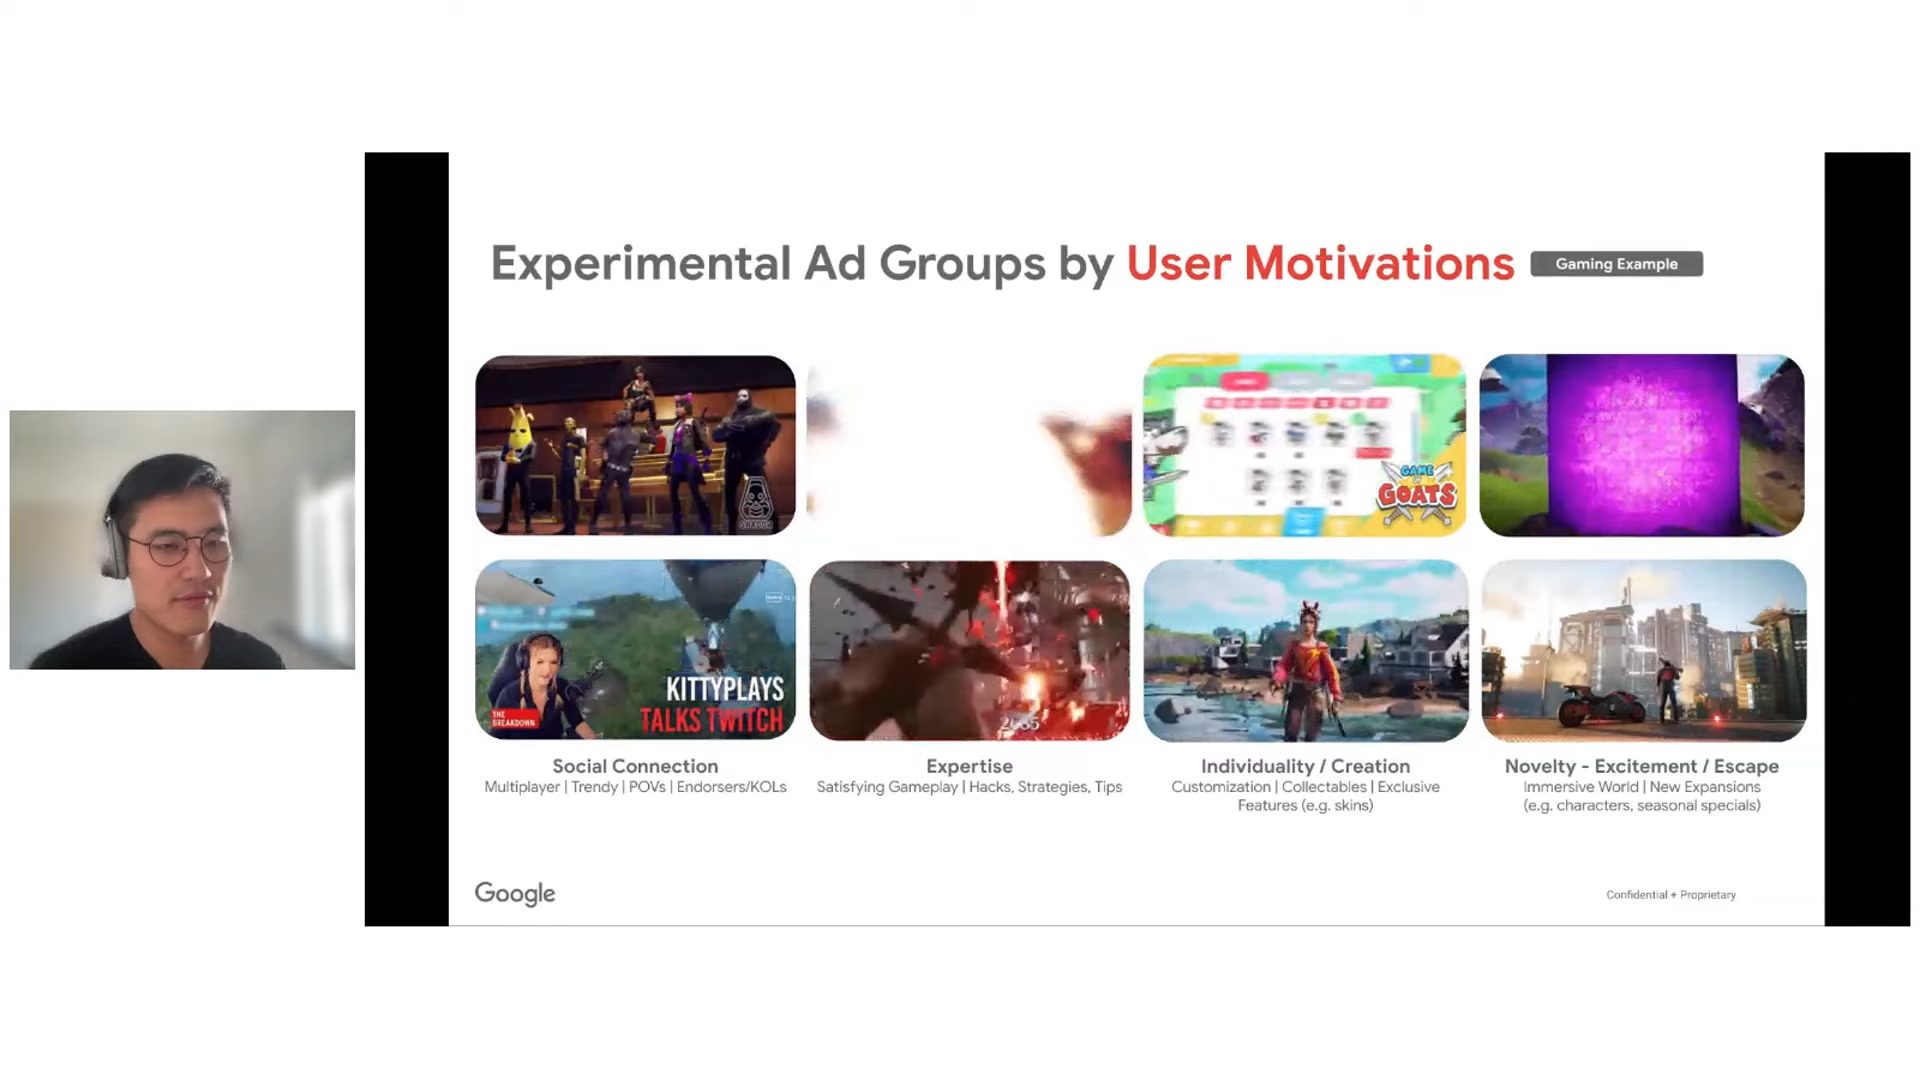 Experimental Ad Groups by User Motivations
Gaming Example
SHADOW
GAME
OF
GOATS
THE
BREAKDOWN
KITTYPLAYS
TALKS TWITCH
Social Connection
Multiplayer | Trendy | POVs | Endorsers/KOLs
Expertise
Satisfying Gameplay | Hacks, Strategies, Tips
Individuality / Creation
Customization | Collectables | Exclusive
Features (e.g. skins)
Novelty - Excitement / Escape
Immersive World | New Expansions
(e.g. characters, seasonal specials)
Google
Confidential + Proprietary